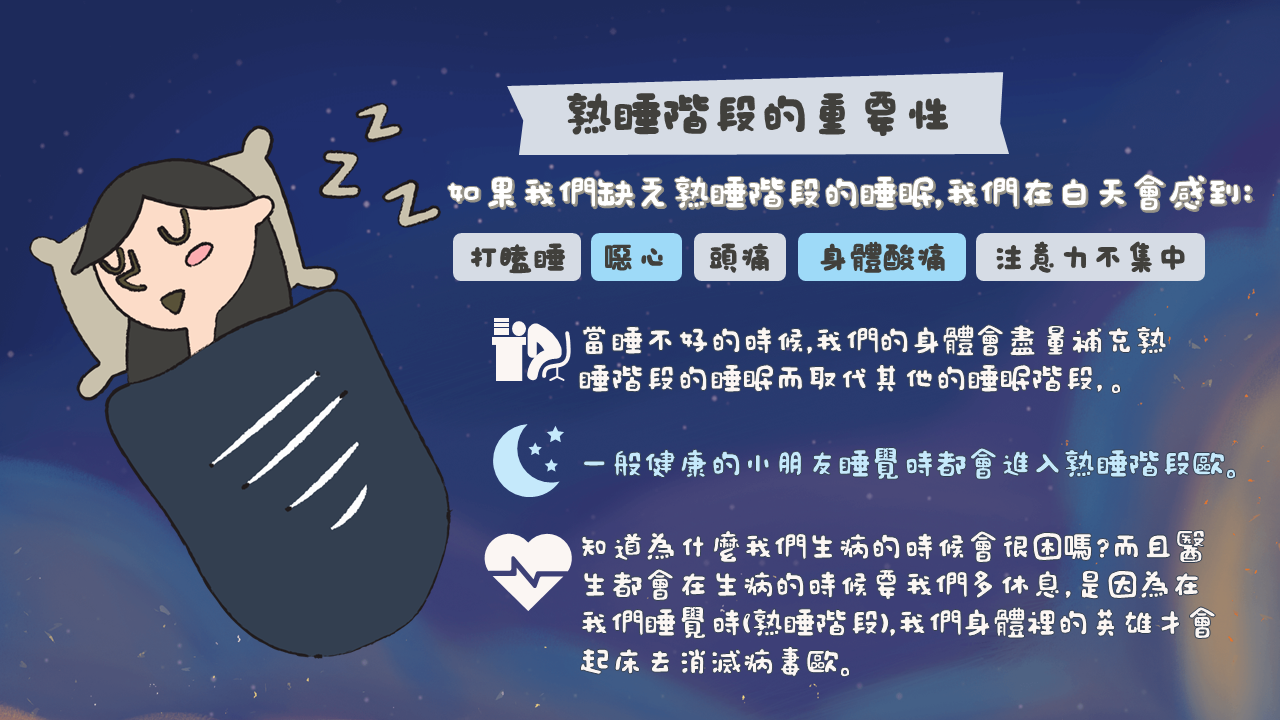 Z
Z
Z
熟睡階段的重要性
如果我們缺乏熟睡階段的睡眠,我們在白天會感到:
打瞌睡 噁心 頭痛 身體酸痛 注意力不集中
當睡不好的時候,我們的身體會盡量補充熟
睡階段的睡眠而取代其他的睡眠階段,。
一般健康的小朋友睡覺時都會進入熟睡階段歐。
知道為什麼我們生病的時候會很困嗎?而且醫
生都會在生病的時候要我們多休息,是因為在
我們睡覺時(熟睡階段),我們身體裡的英雄才會
起床去消滅病毒歐。